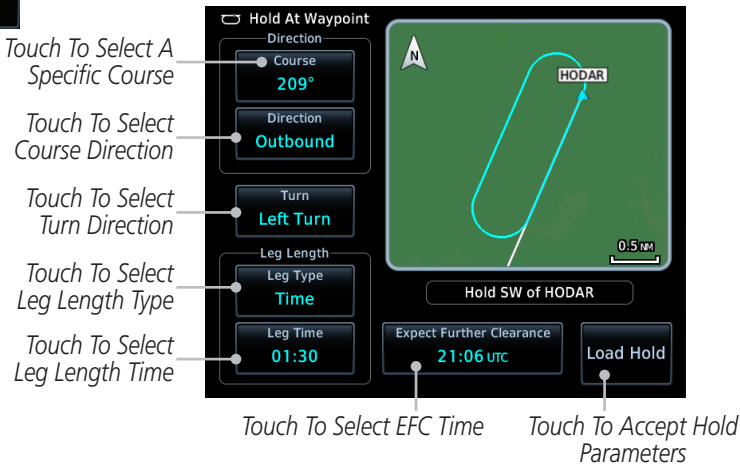 Hold At Waypoint
Touch To Select A
Specific Course
Touch To Select
Course Direction
Touch To Select
Turn Direction
Touch To Select
Leg Length Type
Touch To Select
Leg Length Time
Direction
Course
209°
Direction
Outbound
Turn
Left Turn
Leg Length
Leg Type
Time
Leg Time
01:30
N
HODAR
0.5 NM
Hold SW of HODAR
Expect Further Clearance
21:06 UTC
Load Hold
Touch To Select EFC Time
Touch To Accept Hold
Parameters